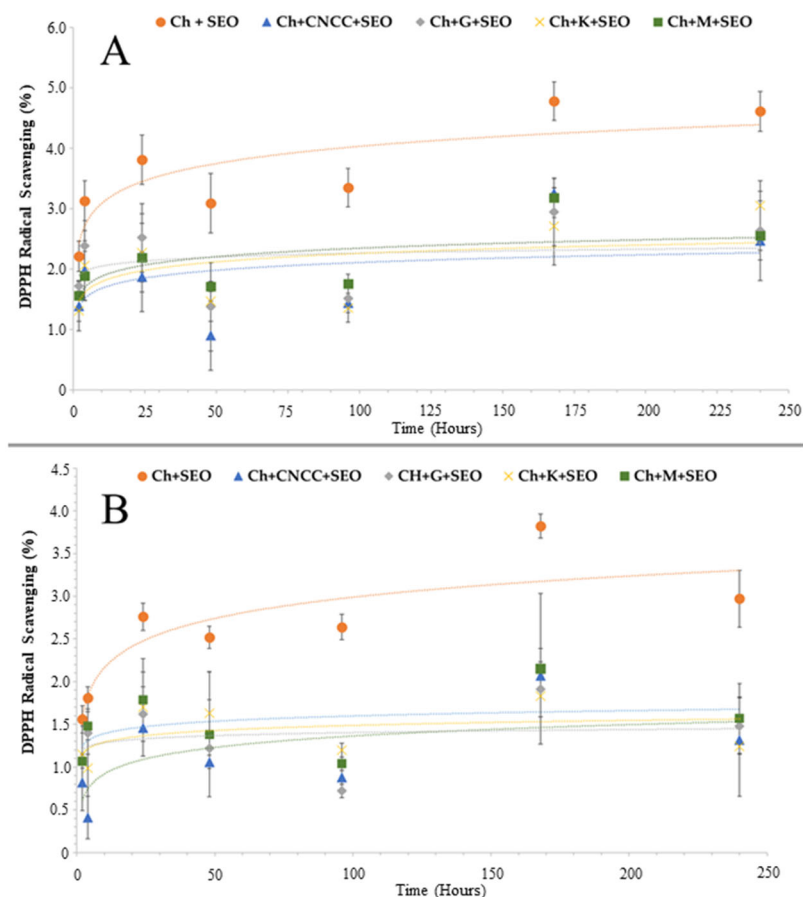 Ch + SEO Ch+CNCC+SEO Ch+G+SEO Ch+K+SEO Ch+M+SEO
A
DPPH Radical Scavenging (%)
6.0
5.0
4.0
3.0
2.0
1.0
0
0 25 50 75 100 125 150 175 200 225 250
Time (Hours)
Ch+SEO Ch+CNCC+SEO CH+G+SEO Ch+K+SEO Ch+M+SEO
B
DPPH Radical Scavenging (%)
4.5
4.0
3.5
3.0
2.5
2.0
1.5
1.0
0.5
0
0 50 100 150 200 250
Time (Hours)